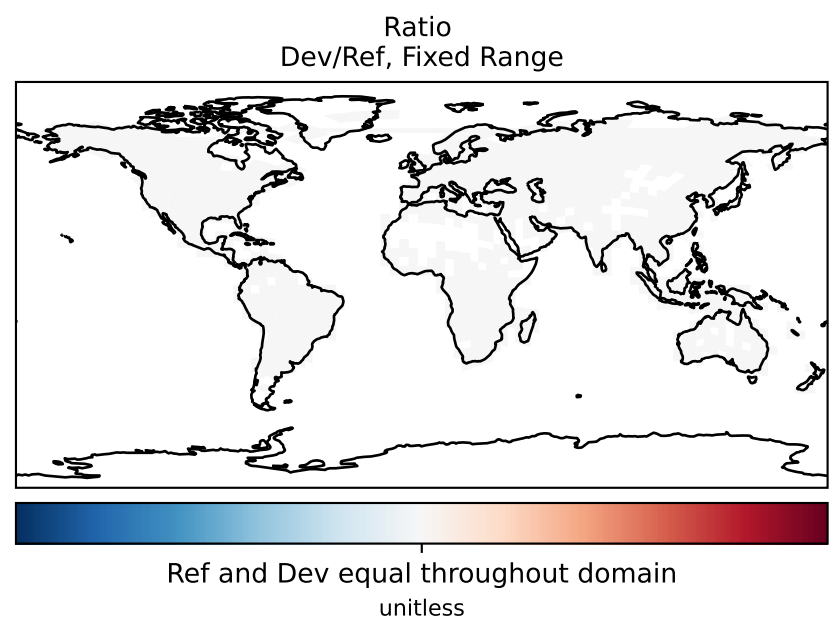 Ratio
Dev/Ref, Fixed Range
Ref and Dev equal throughout domain
unitless